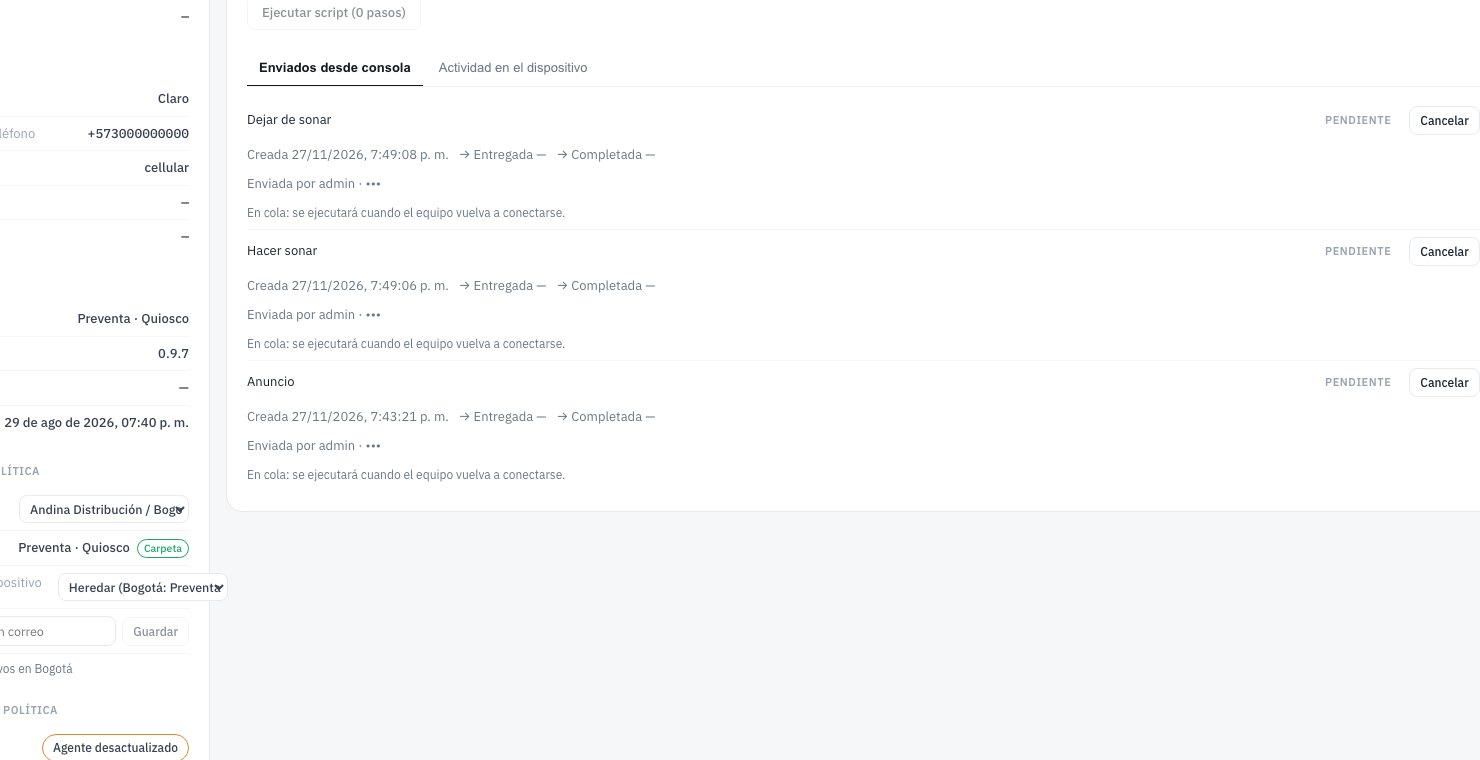 –
Claro
léfono +573000000000
cellular
–
–
Preventa · Quiosco
0.9.7
—
29 de ago de 2026, 07:40 p. m.
LÍTICA
Andina Distribución / Bogo
Preventa · Quiosco Carpeta
positivo Heredar (Bogotá: Preventa
n correo Guardar
vos en Bogotá
POLÍTICA
Agente desactualizado
Ejecutar script (0 pasos)
Enviados desde consola Actividad en el dispositivo
Dejar de sonar PENDIENTE Cancelar
Creada 27/11/2026, 7:49:08 p. m. → Entregada — → Completada —
Enviada por admin · •••
En cola: se ejecutará cuando el equipo vuelva a conectarse.
Hacer sonar PENDIENTE Cancelar
Creada 27/11/2026, 7:49:06 p. m. → Entregada — → Completada —
Enviada por admin · •••
En cola: se ejecutará cuando el equipo vuelva a conectarse.
Anuncio PENDIENTE Cancelar
Creada 27/11/2026, 7:43:21 p. m. → Entregada — → Completada —
Enviada por admin · •••
En cola: se ejecutará cuando el equipo vuelva a conectarse.